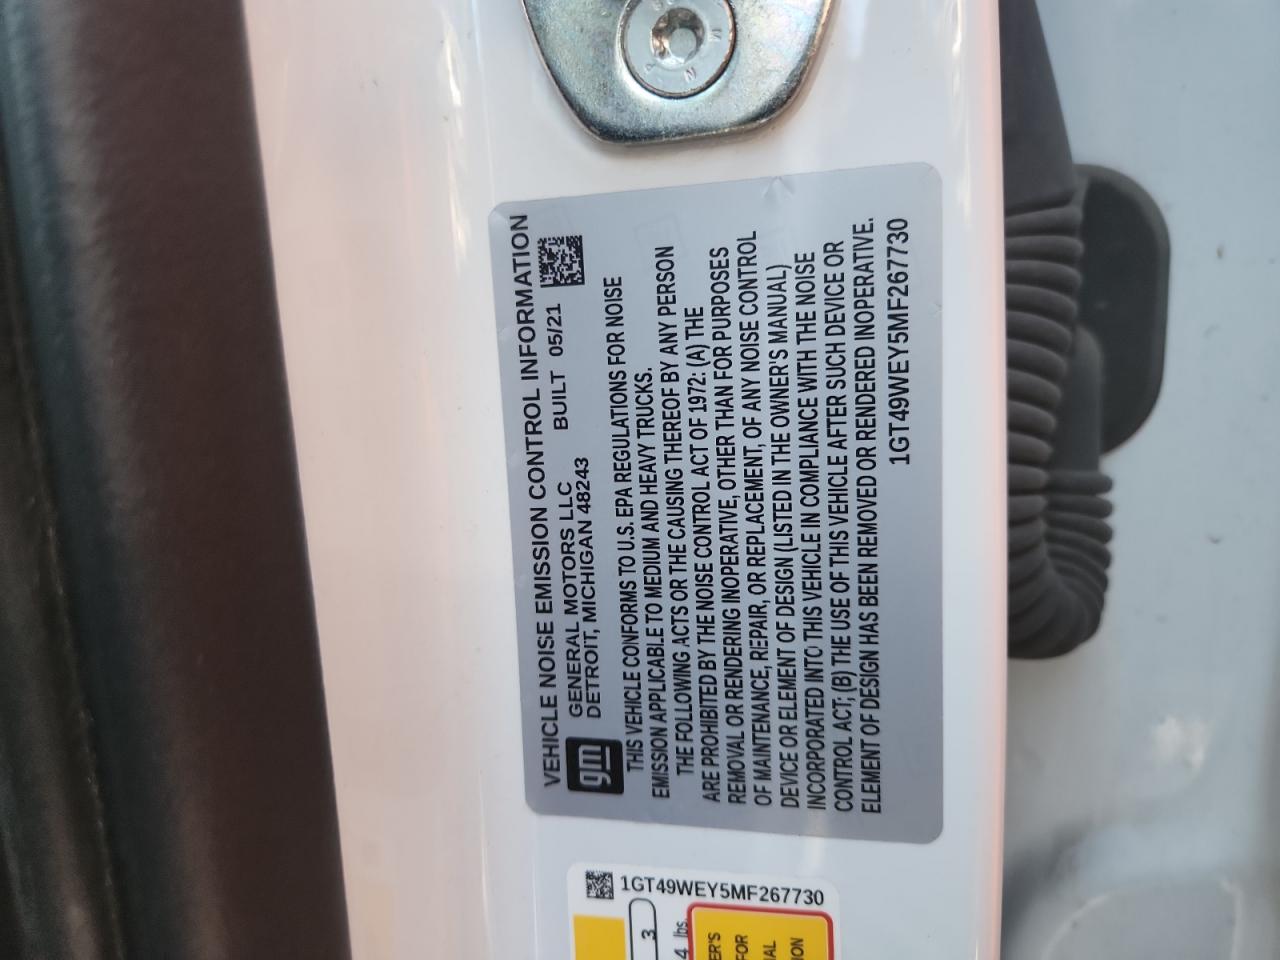 VEHICLE NOISE EMISSION CONTROL INFORMATION
gm
GENERAL MOTORS LLC
DETROIT, MICHIGAN 48243
BUILT 05/21
THIS VEHICLE CONFORMS TO U.S. EPA REGULATIONS FOR NOISE
EMISSION APPLICABLE TO MEDIUM AND HEAVY TRUCKS.
THE FOLLOWING ACTS OR THE CAUSING THEREOF BY ANY PERSON
ARE PROHIBITED BY THE NOISE CONTROL ACT OF 1972: (A) THE
REMOVAL OR RENDERING INOPERATIVE, OTHER THAN FOR PURPOSES
OF MAINTENANCE, REPAIR, OR REPLACEMENT, OF ANY NOISE CONTROL
DEVICE OR ELEMENT OF DESIGN (LISTED IN THE OWNER'S MANUAL)
INCORPORATED INTO THIS VEHICLE IN COMPLIANCE WITH THE NOISE
CONTROL ACT; (B) THE USE OF THIS VEHICLE AFTER SUCH DEVICE OR
ELEMENT OF DESIGN HAS BEEN REMOVED OR RENDERED INOPERATIVE.
1GT49WEY5MF267730
1GT49WEY5MF267730
3
4 lbs.
ER'S
FOR
IAL
ION